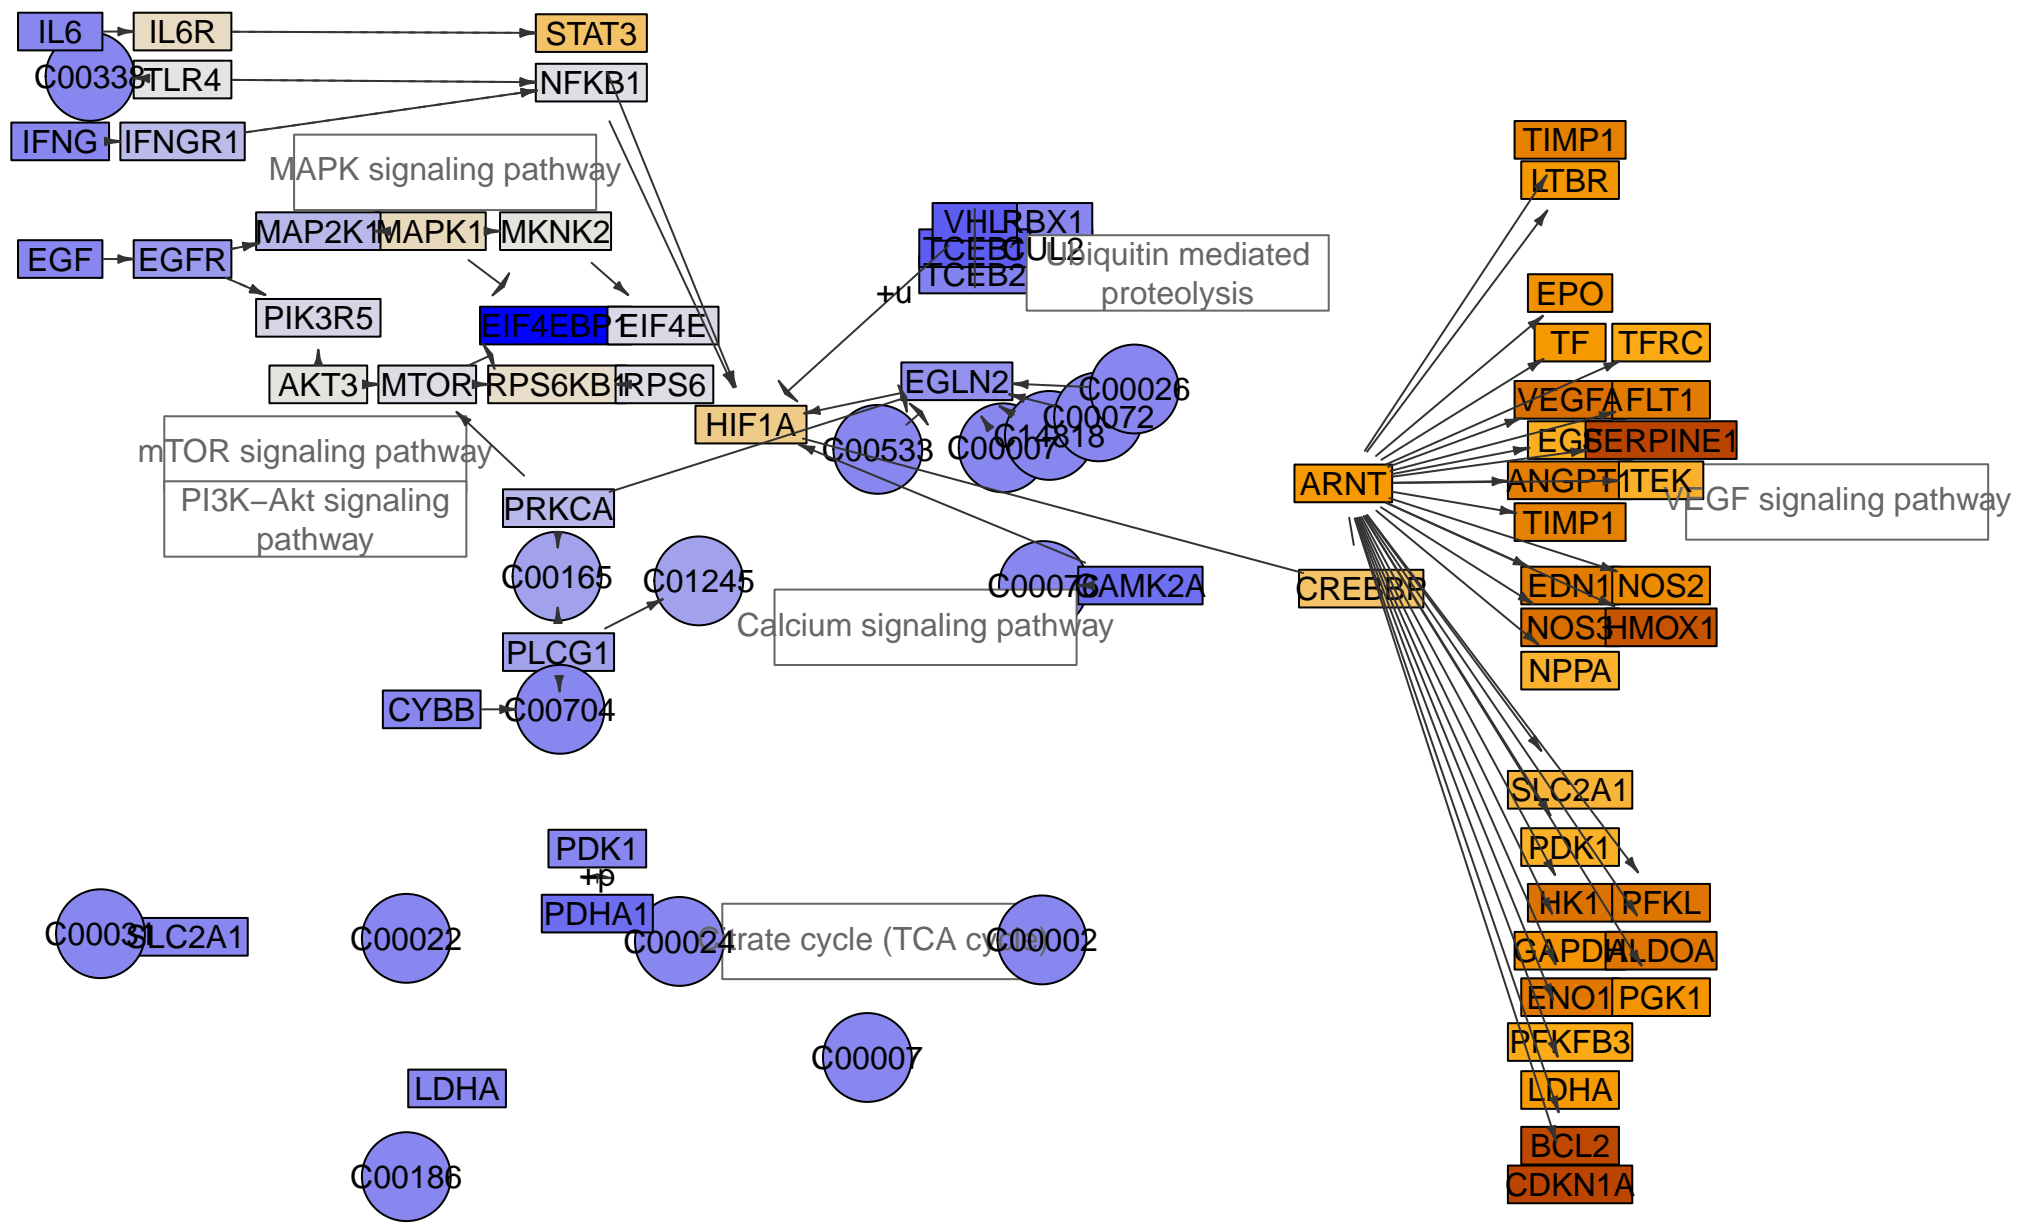 IL6
IL6R
STAT3
C00338
TLR4
NFKB1
IFNG
IFNGR1
MAPK signaling pathway
MAP2K1
MAPK1
MKNK2
EGF
EGFR
PIK3R5
EIF4EBP1
EIF4E
AKT3
MTOR
RPS6KB1
RPS6
mTOR signaling pathway
PI3K−Akt signaling
pathway
HIF1A
VHL
RBX1
TCEB1
CUL2
TCEB2
Ubiquitin mediated
proteolysis
+u
EGLN2
C00026
C00072
C14818
C00007
C00533
PRKCA
C00165
C01245
PLCG1
CYBB
C00704
C00076
CAMK2A
Calcium signaling pathway
ARNT
CREBBP
TIMP1
LTBR
EPO
TF
TFRC
VEGFA
FLT1
EGF
SERPINE1
ANGPT1
TEK
VEGF signaling pathway
TIMP1
EDN1
NOS2
NOS3
HMOX1
NPPA
SLC2A1
PDK1
HK1
PFKL
GAPDH
ALDOA
ENO1
PGK1
PFKFB3
LDHA
BCL2
CDKN1A
PDK1
+p
PDHA1
C00031
SLC2A1
C00022
C00024
Citrate cycle (TCA cycle)
C00002
C00007
LDHA
C00186